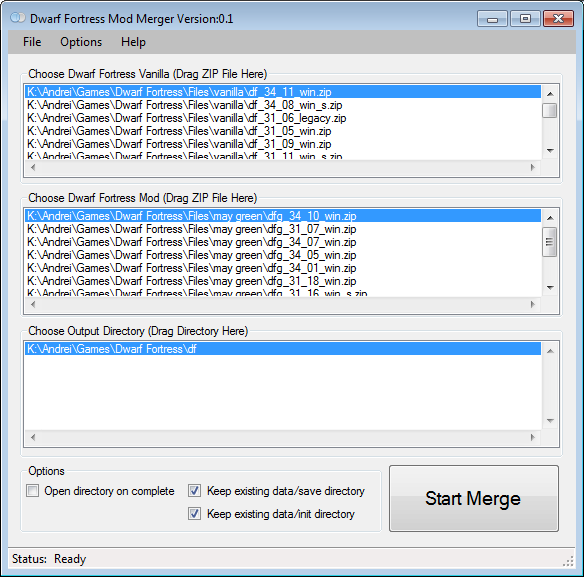 Dwarf Fortress Mod Merger Version:0.1
File Options Help
Choose Dwarf Fortress Vanilla (Drag ZIP File Here)
K:\Andrei\Games\Dwarf Fortress\Files\vanilla\df_34_11_win.zip
K:\Andrei\Games\Dwarf Fortress\Files\vanilla\df_34_08_win_s.zip
K:\Andrei\Games\Dwarf Fortress\Files\vanilla\df_31_06_legacy.zip
K:\Andrei\Games\Dwarf Fortress\Files\vanilla\df_31_05_win.zip
K:\Andrei\Games\Dwarf Fortress\Files\vanilla\df_31_09_win.zip
K:\Andrei\Games\Dwarf Fortress\Files\vanilla\df_31_11_win_s.zip
Choose Dwarf Fortress Mod (Drag ZIP File Here)
K:\Andrei\Games\Dwarf Fortress\Files\may green\dfg_34_10_win.zip
K:\Andrei\Games\Dwarf Fortress\Files\may green\dfg_31_07_win.zip
K:\Andrei\Games\Dwarf Fortress\Files\may green\dfg_34_07_win.zip
K:\Andrei\Games\Dwarf Fortress\Files\may green\dfg_34_05_win.zip
K:\Andrei\Games\Dwarf Fortress\Files\may green\dfg_34_01_win.zip
K:\Andrei\Games\Dwarf Fortress\Files\may green\dfg_31_18_win.zip
K:\Andrei\Games\Dwarf Fortress\Files\may green\dfg_31_16_win_s.zip
Choose Output Directory (Drag Directory Here)
K:\Andrei\Games\Dwarf Fortress\df
Options
Open directory on complete
Keep existing data/save directory
Keep existing data/init directory
Start Merge
Status: Ready